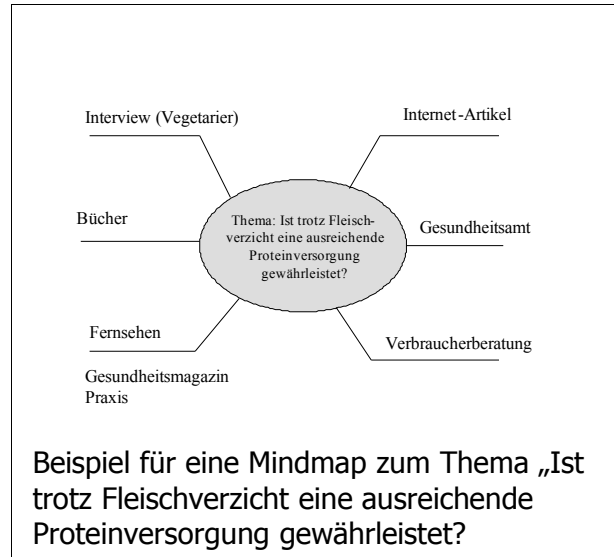 Interview (Vegetarier)
Internet-Artikel
Bücher
Thema: Ist trotz Fleisch-
verzicht eine ausreichende
Proteinversorgung
gewährleistet?
Gesundheitsamt
Fernsehen
Verbraucherberatung
Gesundheitsmagazin
Praxis
Beispiel für eine Mindmap zum Thema „Ist
trotz Fleischverzicht eine ausreichende
Proteinversorgung gewährleistet?